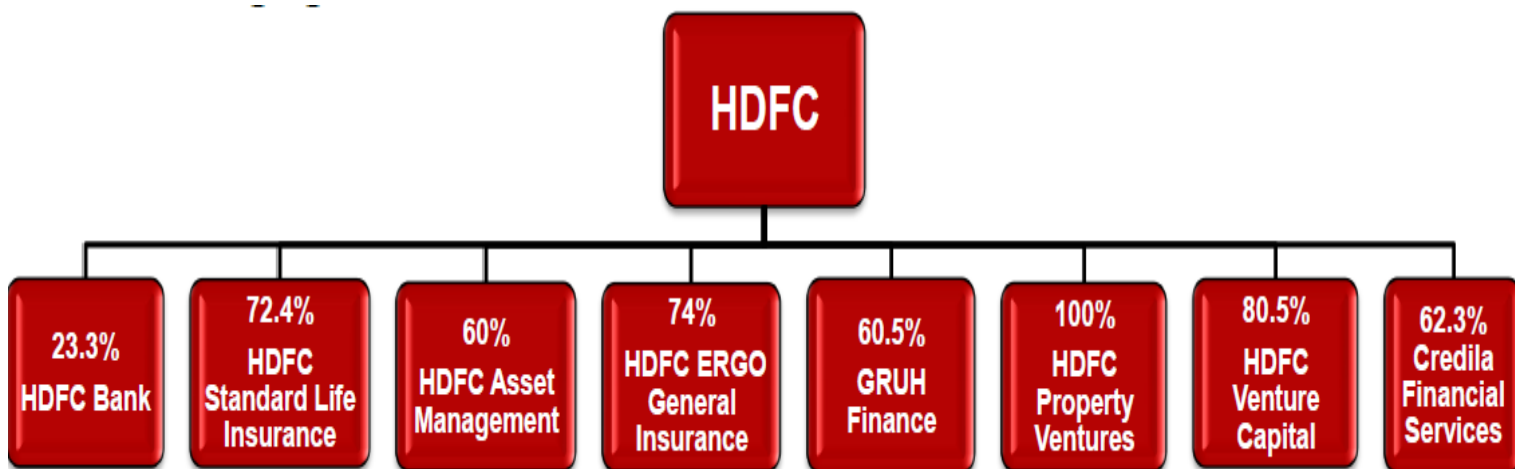 HDFC
23.3%
HDFC Bank
72.4%
HDFC
Standard Life
Insurance
60%
HDFC Asset
Management
74%
HDFC ERGO
General
Insurance
60.5%
GRUH
Finance
100%
HDFC
Property
Ventures
80.5%
HDFC
Venture
Capital
62.3%
Credila
Financial
Services